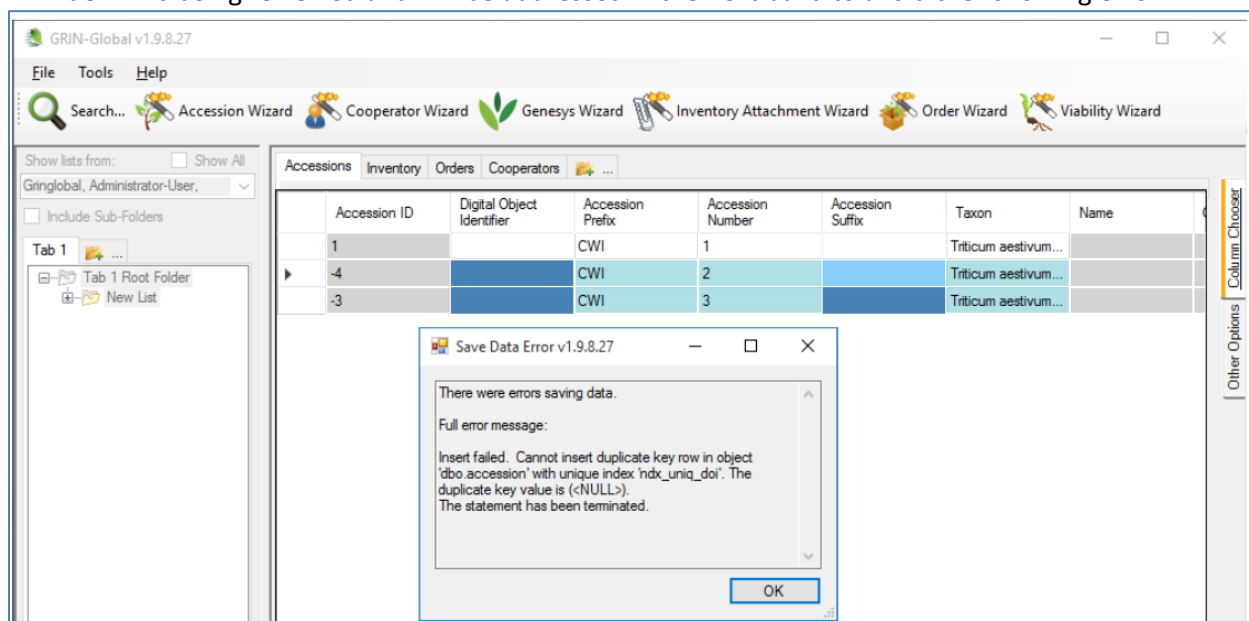 GRIN-Global v1.9.8.27
File Tools Help
Search... Accession Wizard Cooperator Wizard Genesys Wizard Inventory Attachment Wizard Order Wizard Viability Wizard
Show lists from: Show All
Gringlobal, Administrator-User,
Include Sub-Folders
Tab 1 ...
Tab 1 Root Folder
New List
Accessions Inventory Orders Cooperators ...
Accession ID Digital Object Identifier Accession Prefix Accession Number Accession Suffix Taxon Name
1 CWI 1 Triticum aestivum...
-4 CWI 2 Triticum aestivum...
-3 CWI 3 Triticum aestivum...
Column Chooser
Other Options
Save Data Error v1.9.8.27
There were errors saving data.
Full error message:
Insert failed. Cannot insert duplicate key row in object
'dbo.accession' with unique index 'ndx_uniq_doi'. The
duplicate key value is (<NULL>).
The statement has been terminated.
OK